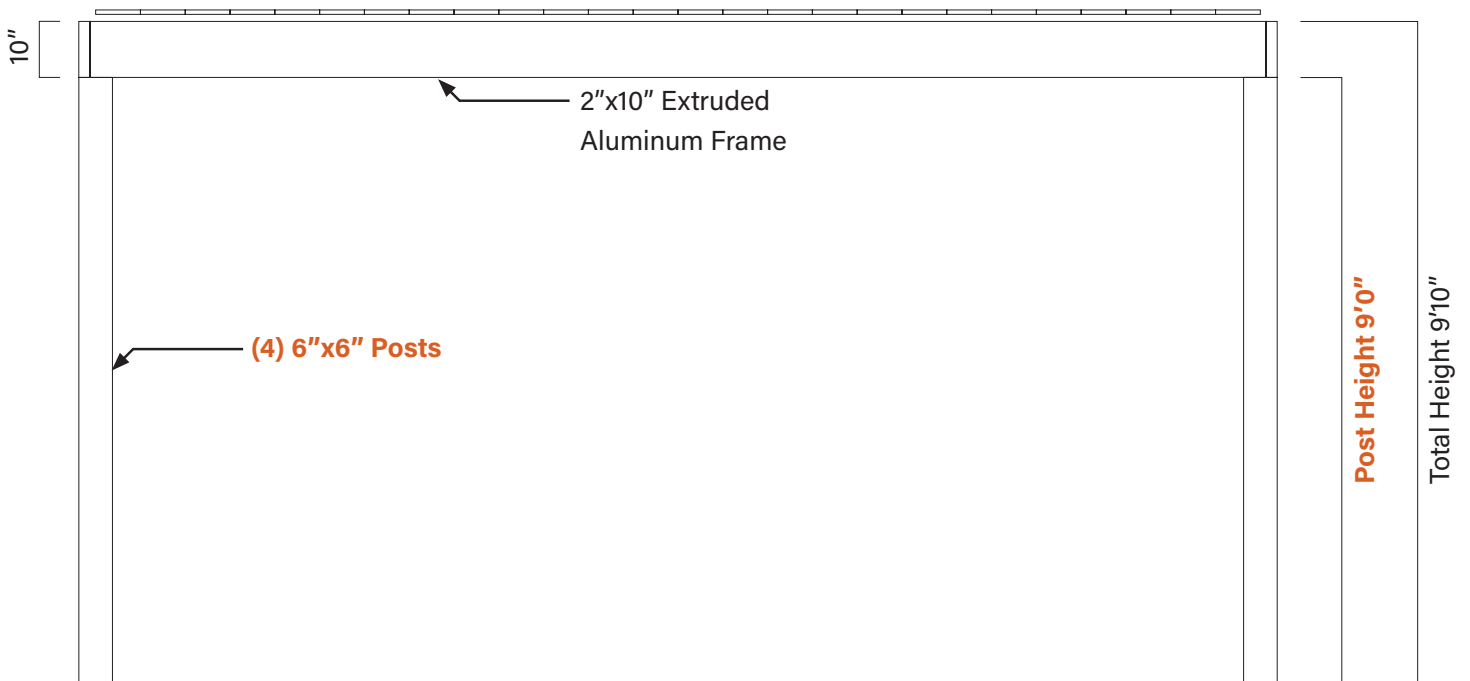 10"
2"x10" Extruded
Aluminum Frame
(4) 6"x6" Posts
Post Height 9'0"
Total Height 9'10"